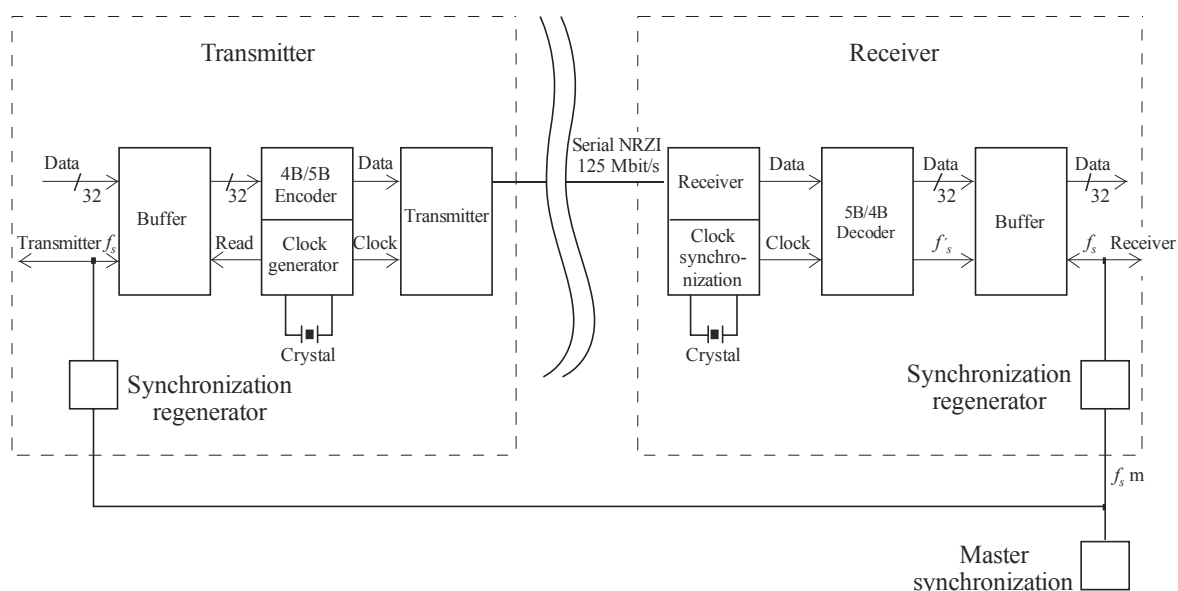 Transmitter
Receiver
Serial NRZI
125 Mbit/s
Data
32
Buffer
32
4B/5B
Encoder
Data
Transmitter
Receiver
Data
5B/4B
Decoder
Data
32
Buffer
Data
32
Transmitter fs
Read
Clock
generator
Clock
Clock
synchro-
nization
Clock
f's
fs Receiver
Crystal
Crystal
Synchronization
regenerator
Synchronization
regenerator
fs m
Master
synchronization